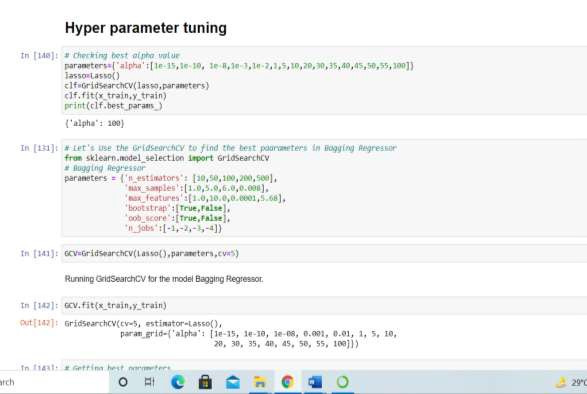 Hyper parameter tuning
In [140]: # Checking best alpha value
parameters={'alpha':[1e-15,1e-10, 1e-8,1e-3,1e-2,1,5,10,20,30,35,40,45,50,55,100]}
lasso=Lasso()
clf=GridSearchCV(lasso,parameters)
clf.fit(x_train,y_train)
print(clf.best_params_)
{'alpha': 100}
In [131]: # Let's Use the GridSearchCV to find the best paarameters in Bagging Regressor
from sklearn.model_selection import GridSearchCV
# Bagging Regressor
parameters = {'n_estimators': [10,50,100,200,500],
'max_samples':[1.0,5.0,6.0,0.008],
'max_features':[1.0,10.0,0.0001,5.68],
'bootstrap':[True,False],
'oob_score':[True,False],
'n_jobs':[-1,-2,-3,-4]}
In [141]: GCV=GridSearchCV(Lasso(),parameters,cv=5)
Running GridSearchCV for the model Bagging Regressor.
In [142]: GCV.fit(x_train,y_train)
Out[142]: GridSearchCV(cv=5, estimator=Lasso(),
param_grid={'alpha': [1e-15, 1e-10, 1e-08, 0.001, 0.01, 1, 5, 10,
20, 30, 35, 40, 45, 50, 55, 100]})
In [143]: # Getting best parameters
arch
29°C